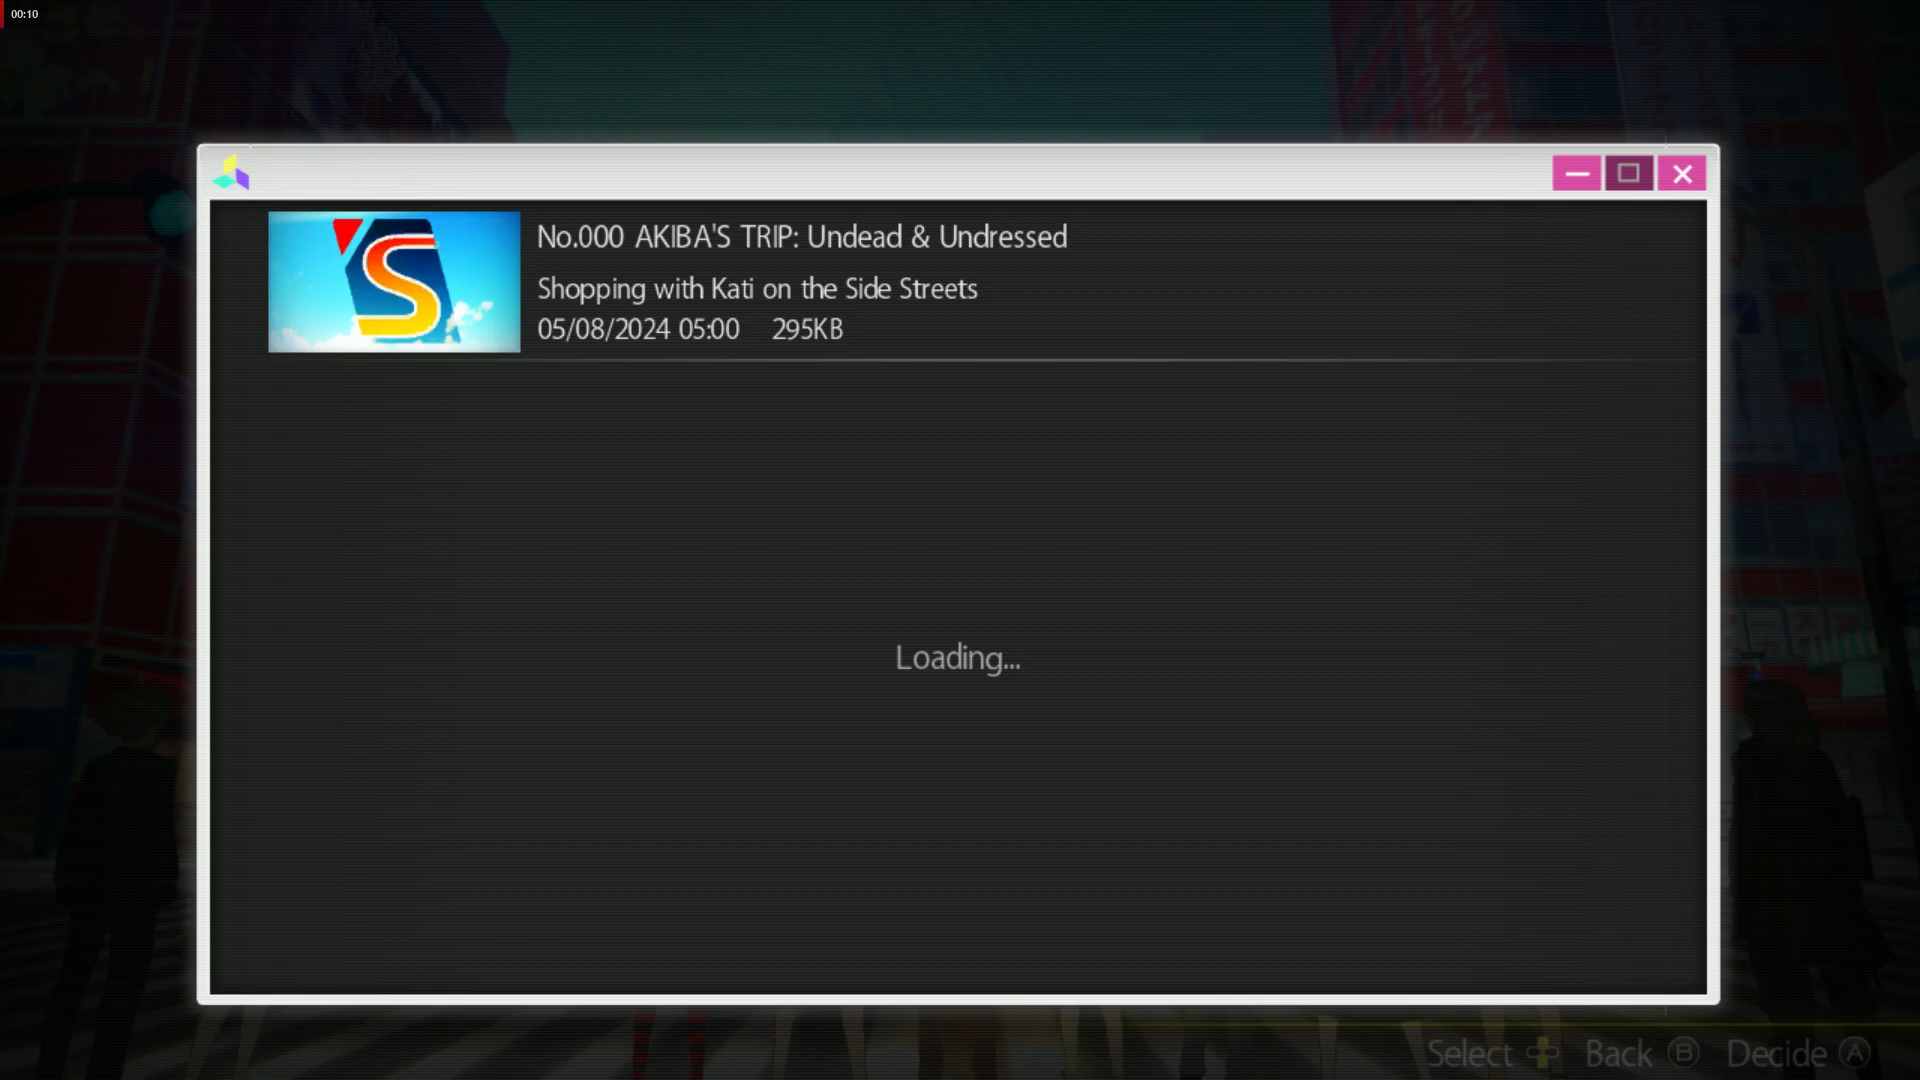 00:10
No.000 AKIBA'S TRIP: Undead & Undressed
Shopping with Kati on the Side Streets
05/08/2024 05:00 295KB
Loading...
Select Back B Decide A